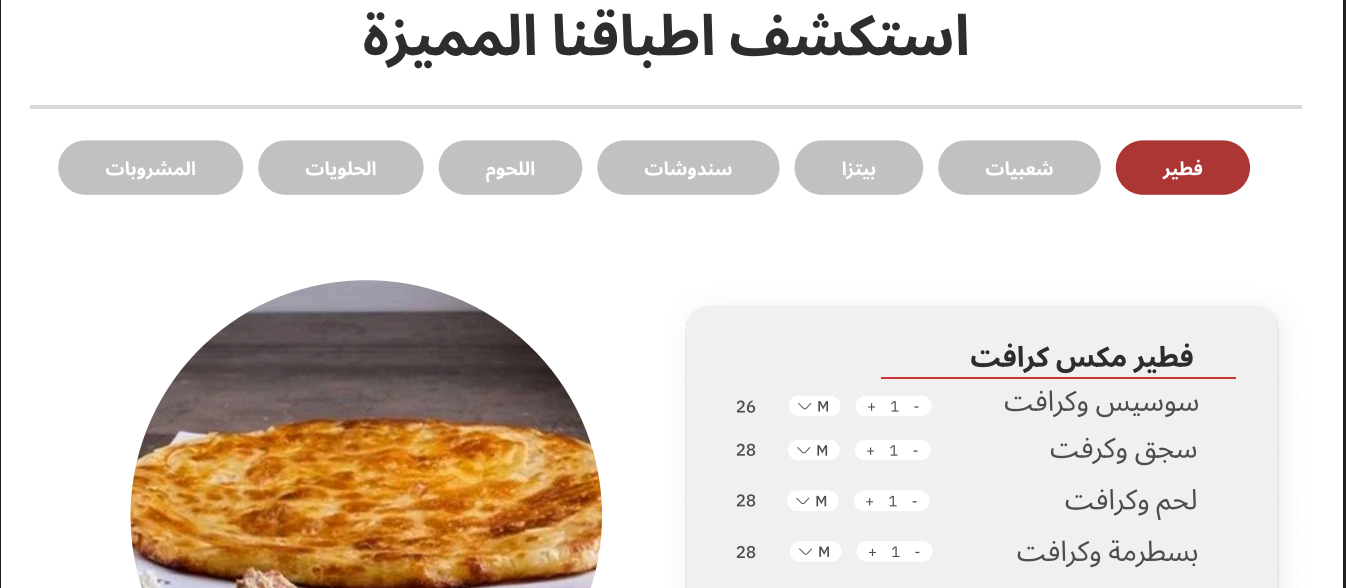 استكشف اطباقنا المميزة
فطير شعبيات بيتزا سندوشات اللحوم الحلويات المشروبات
فطير مكس كرافت
سوسيس وكرافت - 1 + M 26
سجق وكرفت - 1 + M 28
لحم وكرافت - 1 + M 28
بسطرمة وكرافت - 1 + M 28